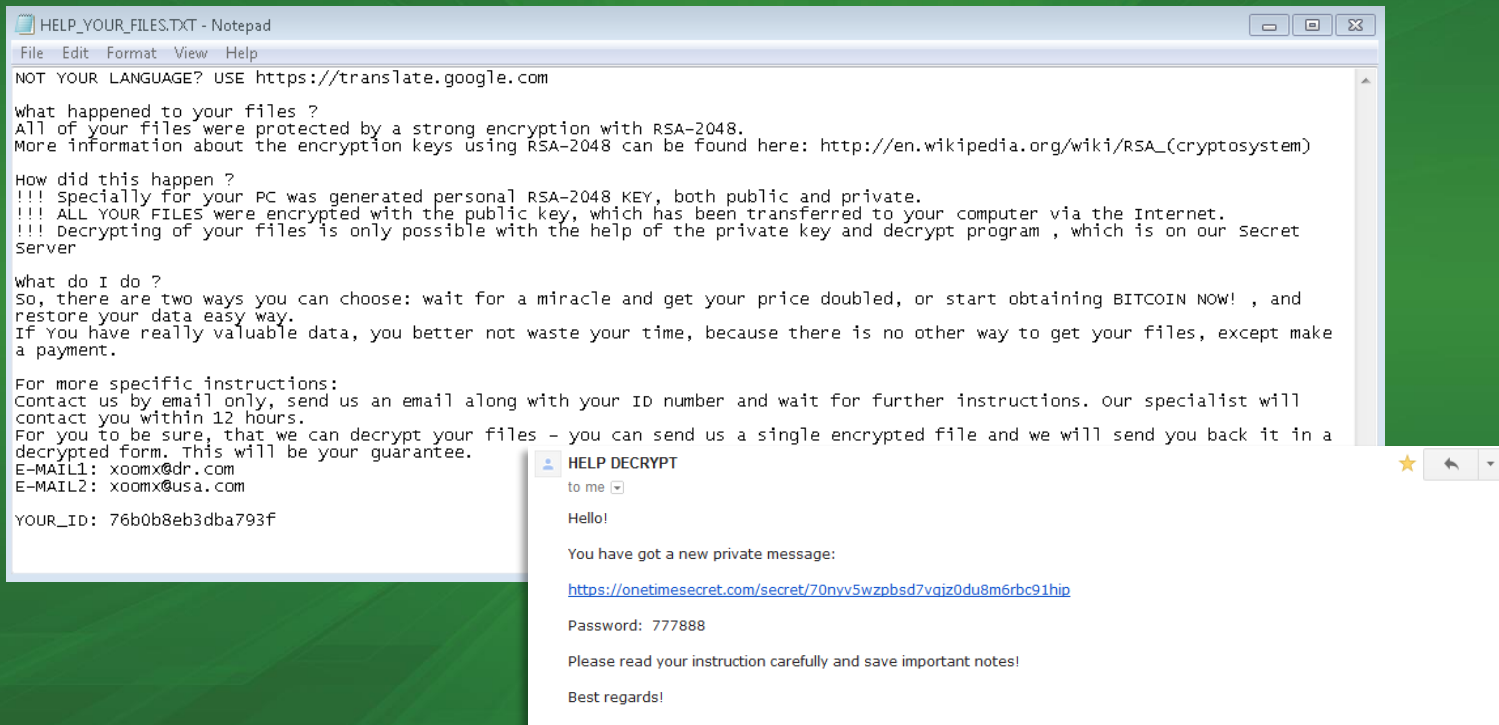 HELP_YOUR_FILES.TXT - Notepad
File Edit Format View Help
NOT YOUR LANGUAGE? USE https://translate.google.com
What happened to your files ?
All of your files were protected by a strong encryption with RSA-2048.
More information about the encryption keys using RSA-2048 can be found here: http://en.wikipedia.org/wiki/RSA_(cryptosystem)
How did this happen ?
!!! Specially for your PC was generated personal RSA-2048 KEY, both public and private.
!!! ALL YOUR FILES were encrypted with the public key, which has been transferred to your computer via the Internet.
!!! Decrypting of your files is only possible with the help of the private key and decrypt program , which is on our Secret
Server
What do I do ?
So, there are two ways you can choose: wait for a miracle and get your price doubled, or start obtaining BITCOIN NOW! , and
restore your data easy way.
If You have really valuable data, you better not waste your time, because there is no other way to get your files, except make
a payment.
For more specific instructions:
Contact us by email only, send us an email along with your ID number and wait for further instructions. Our specialist will
contact you within 12 hours.
For you to be sure, that we can decrypt your files - you can send us a single encrypted file and we will send you back it in a
decrypted form. This will be your guarantee.
E-MAIL1: xoomx@dr.com
E-MAIL2: xoomx@usa.com
YOUR_ID: 76b0b8eb3dba793f
HELP DECRYPT
to me
Hello!
You have got a new private message:
https://onetimesecret.com/secret/70nyv5wzpbsd7vqjz0du8m6rbc91hip
Password: 777888
Please read your instruction carefully and save important notes!
Best regards!